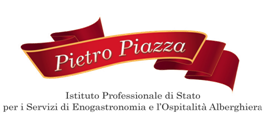 Pietro Piazza
Istituto Professionale di Stato
per i Servizi di Enogastronomia e l'Ospitalità Alberghiera